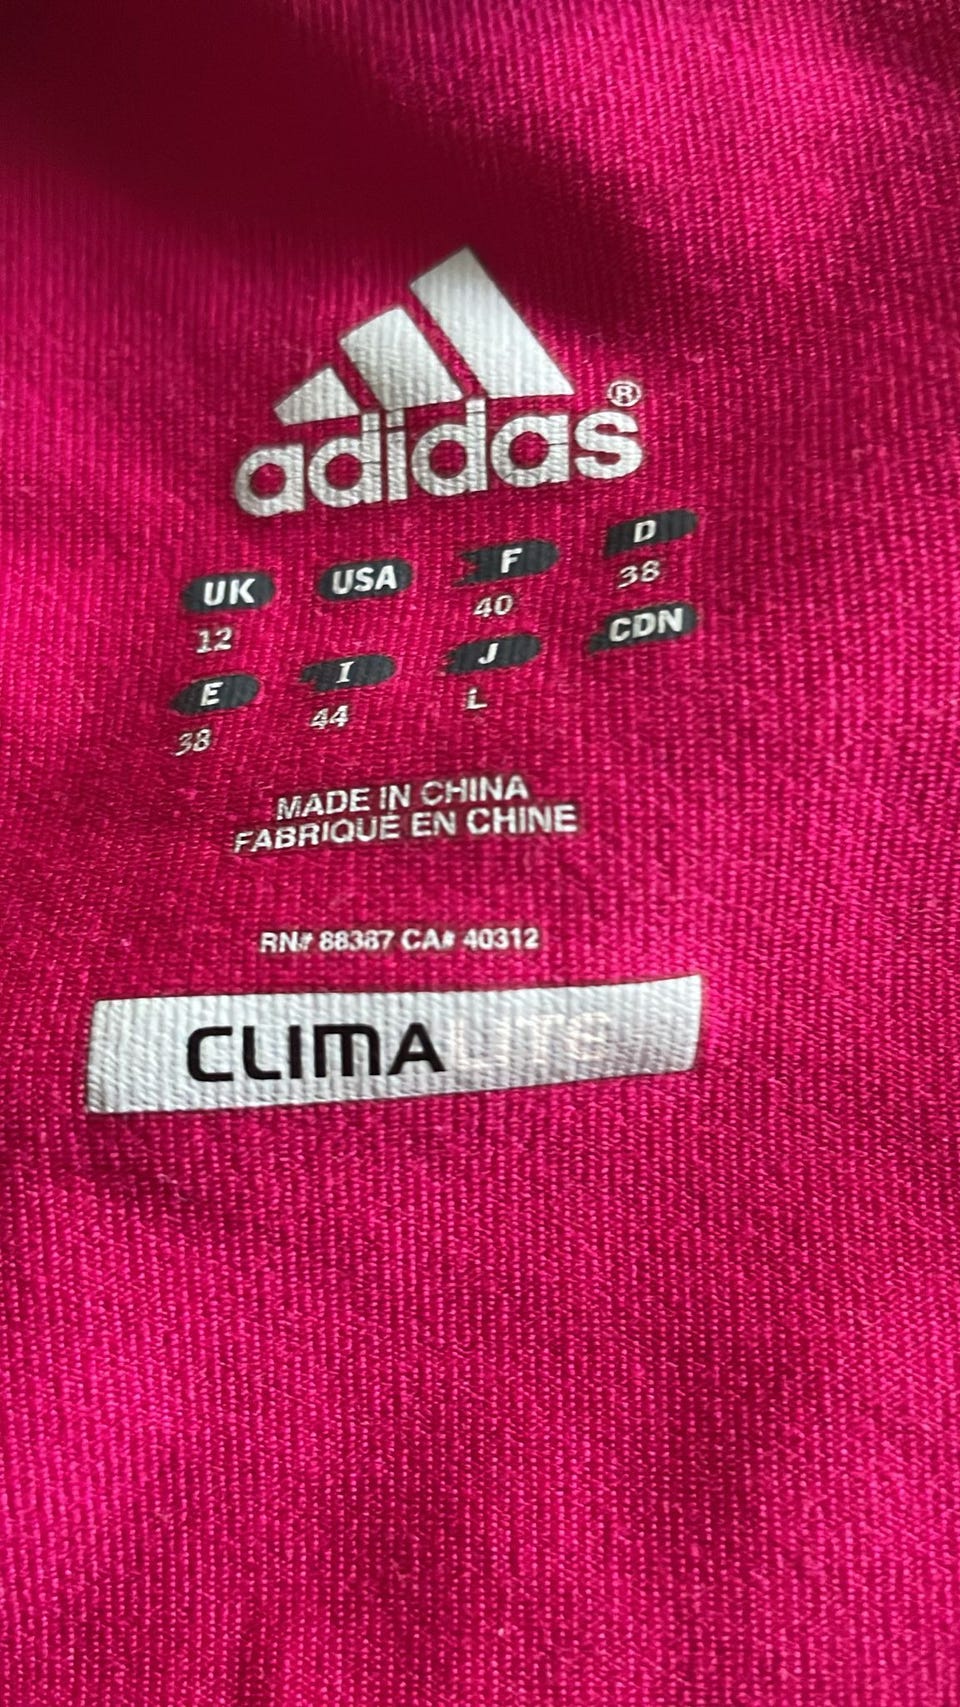 adidas®
UK USA F D
12 40 38
E I J CDN
38 44 L
MADE IN CHINA
FABRIQUE EN CHINE
RN# 88387 CA# 40312
CLIMALITE